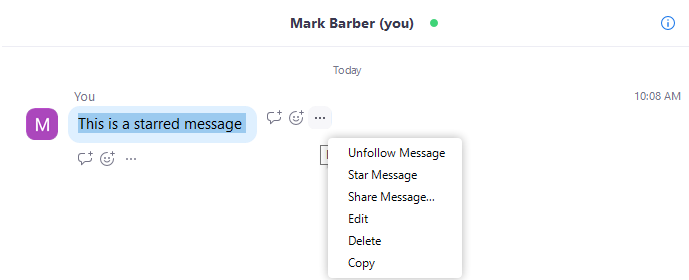 Mark Barber (you)
Today
You
10:08 AM
M
This is a starred message
Unfollow Message
Star Message
Share Message...
Edit
Delete
Copy